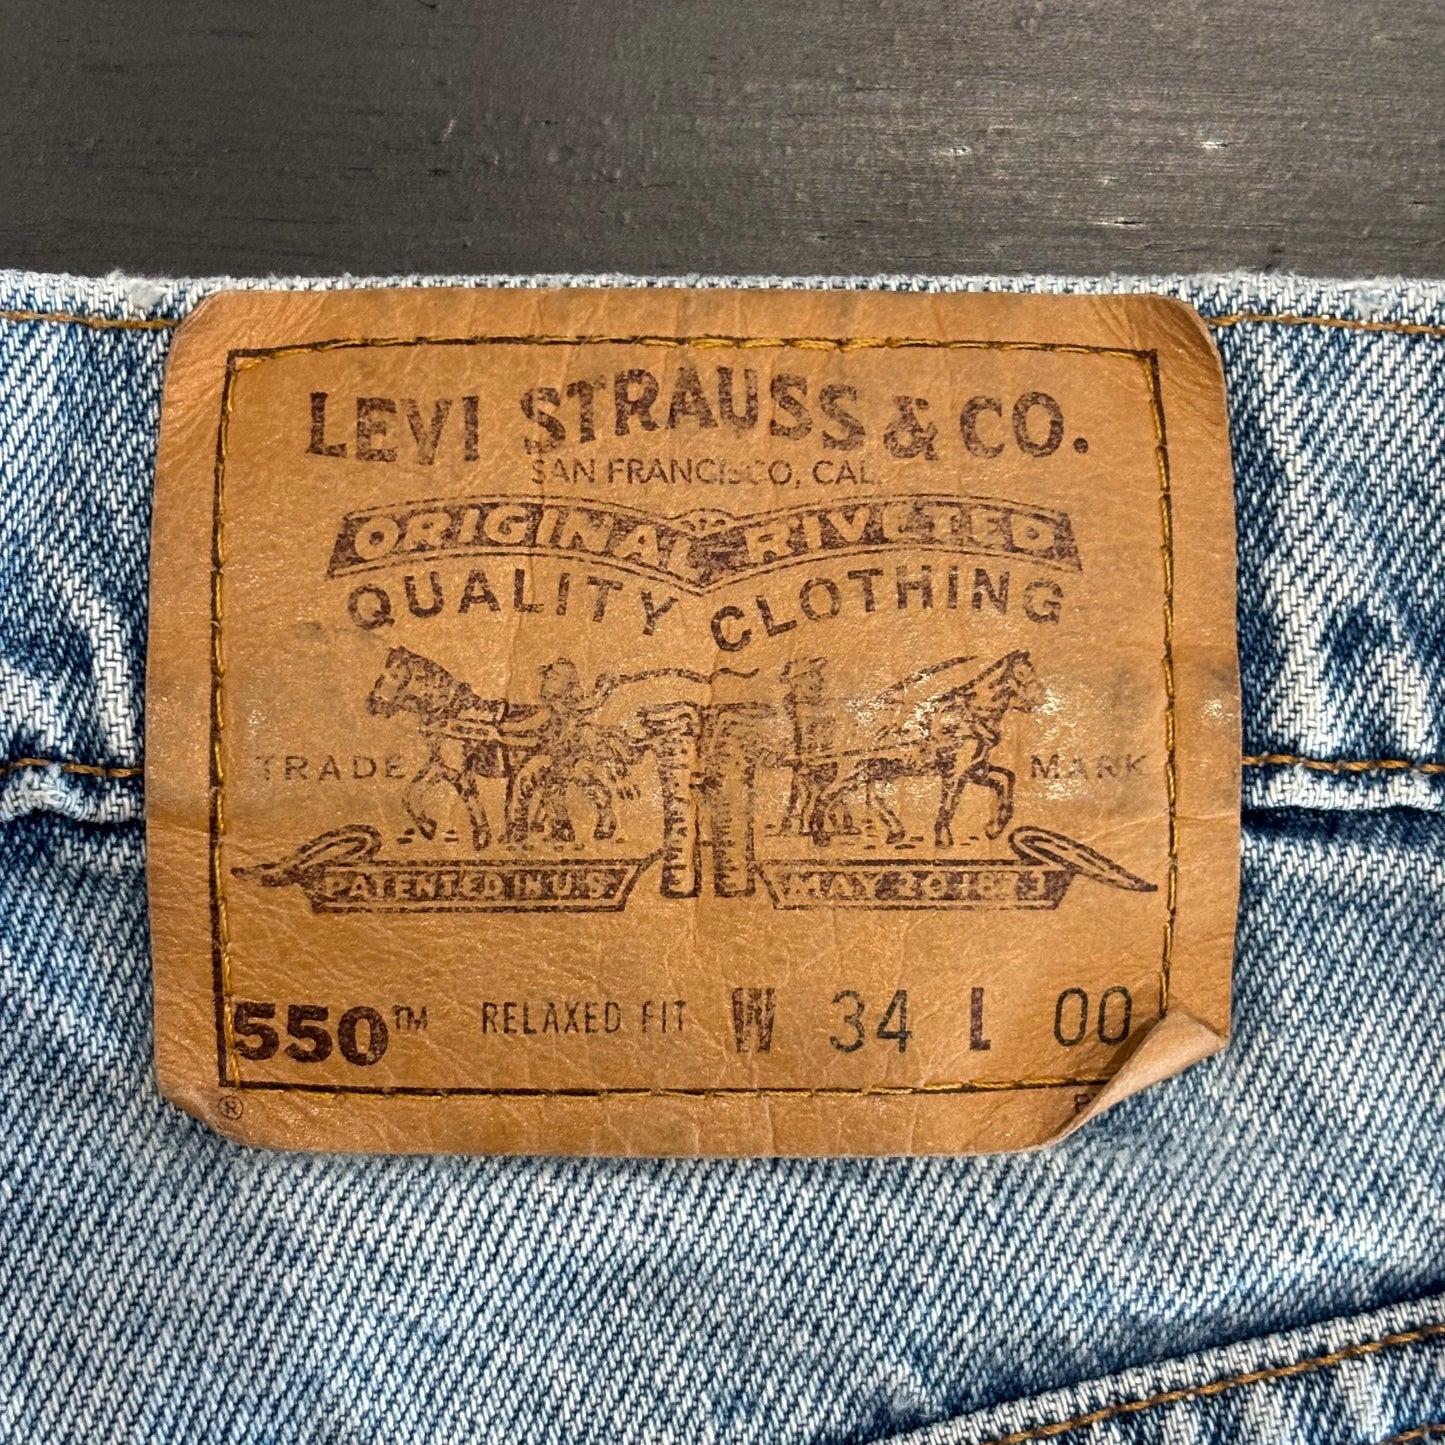 LEVI STRAUSS & CO.
SAN FRANCISCO, CAL.
ORIGINAL RIVETED
QUALITY CLOTHING
TRADE MARK
PATENTED IN U.S. MAY 20 1873
550™ RELAXED FIT W 34 L 00
®